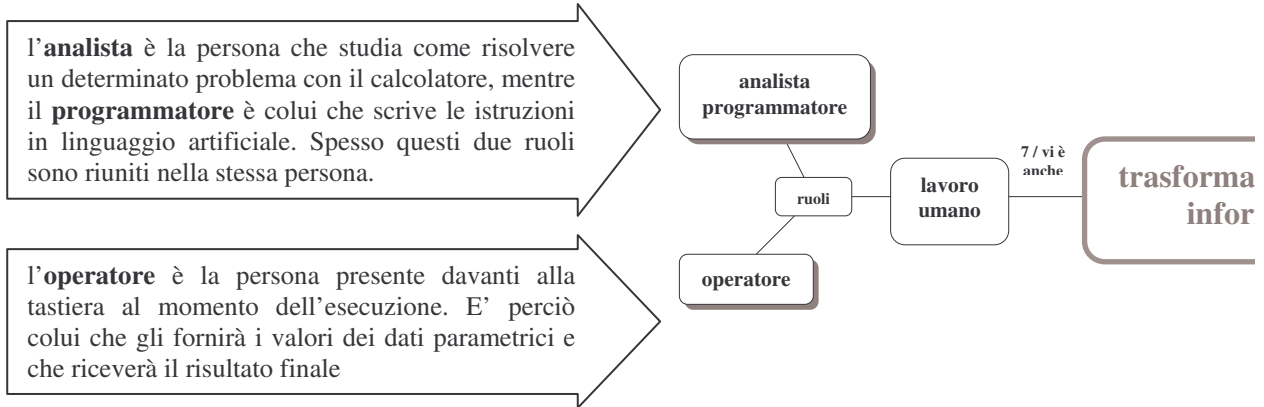 l'analista è la persona che studia come risolvere
un determinato problema con il calcolatore, mentre
il programmatore è colui che scrive le istruzioni
in linguaggio artificiale. Spesso questi due ruoli
sono riuniti nella stessa persona.
l'operatore è la persona presente davanti alla
tastiera al momento dell'esecuzione. E' perciò
colui che gli fornirà i valori dei dati parametrici e
che riceverà il risultato finale
analista
programmatore
ruoli
operatore
lavoro
umano
7 / vi è
anche
trasforma
infor